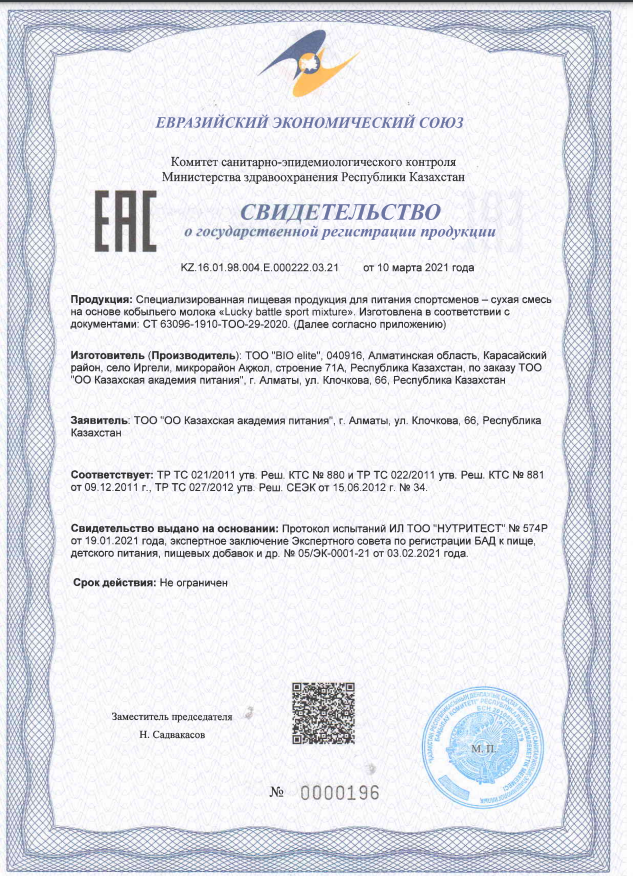 ЕВРАЗИЙСКИЙ ЭКОНОМИЧЕСКИЙ СОЮЗ
Комитет санитарно-эпидемиологического контроля
Министерства здравоохранения Республики Казахстан
ЕАС
СВИДЕТЕЛЬСТВО
о государственной регистрации продукции
KZ.16.01.98.004.E.000222.03.21 от 10 марта 2021 года
Продукция: Специализированная пищевая продукция для питания спортсменов – сухая смесь
на основе кобыльего молока «Lucky battle sport mixture». Изготовлена в соответствии с
документами: СТ 63096-1910-ТОО-29-2020. (Далее согласно приложению)
Изготовитель (Производитель): ТОО "BIO elite", 040916, Алматинская область, Карасайский
район, село Иргели, микрорайон Ақжол, строение 71А, Республика Казахстан, по заказу ТОО
"ОО Казахская академия питания", г. Алматы, ул. Клочкова, 66, Республика Казахстан
Заявитель: ТОО "ОО Казахская академия питания", г. Алматы, ул. Клочкова, 66, Республика
Казахстан
Соответствует: ТР ТС 021/2011 утв. Реш. КТС № 880 и ТР ТС 022/2011 утв. Реш. КТС № 881
от 09.12.2011 г., ТР ТС 027/2012 утв. Реш. СЕЭК от 15.06.2012 г. № 34.
Свидетельство выдано на основании: Протокол испытаний ИЛ ТОО "НУТРИТЕСТ" № 574Р
от 19.01.2021 года, экспертное заключение Экспертного совета по регистрации БАД к пище,
детского питания, пищевых добавок и др. № 05/ЭК-0001-21 от 03.02.2021 года.
Срок действия: Не ограничен
Заместитель председателя
Н. Садвакасов
М. П.
№ 0000196